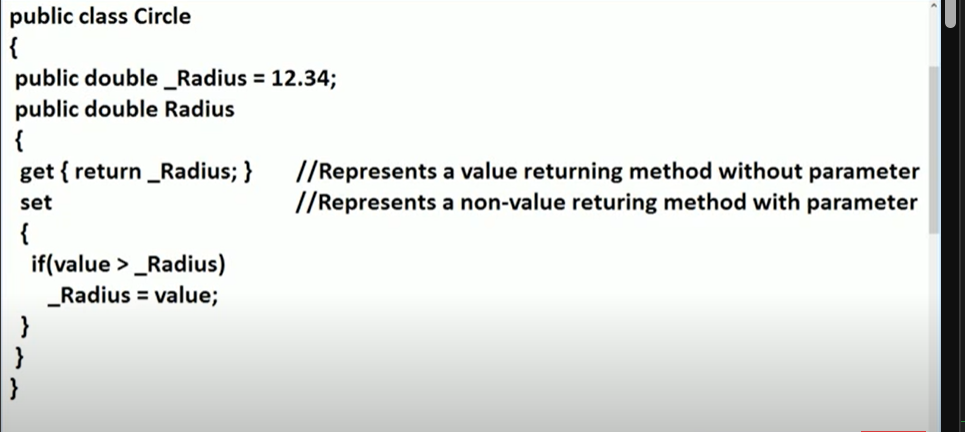 public class Circle
{
public double _Radius = 12.34;
public double Radius
{
get { return _Radius; } //Represents a value returning method without parameter
set //Represents a non-value returing method with parameter
{
if(value > _Radius)
_Radius = value;
}
}
}